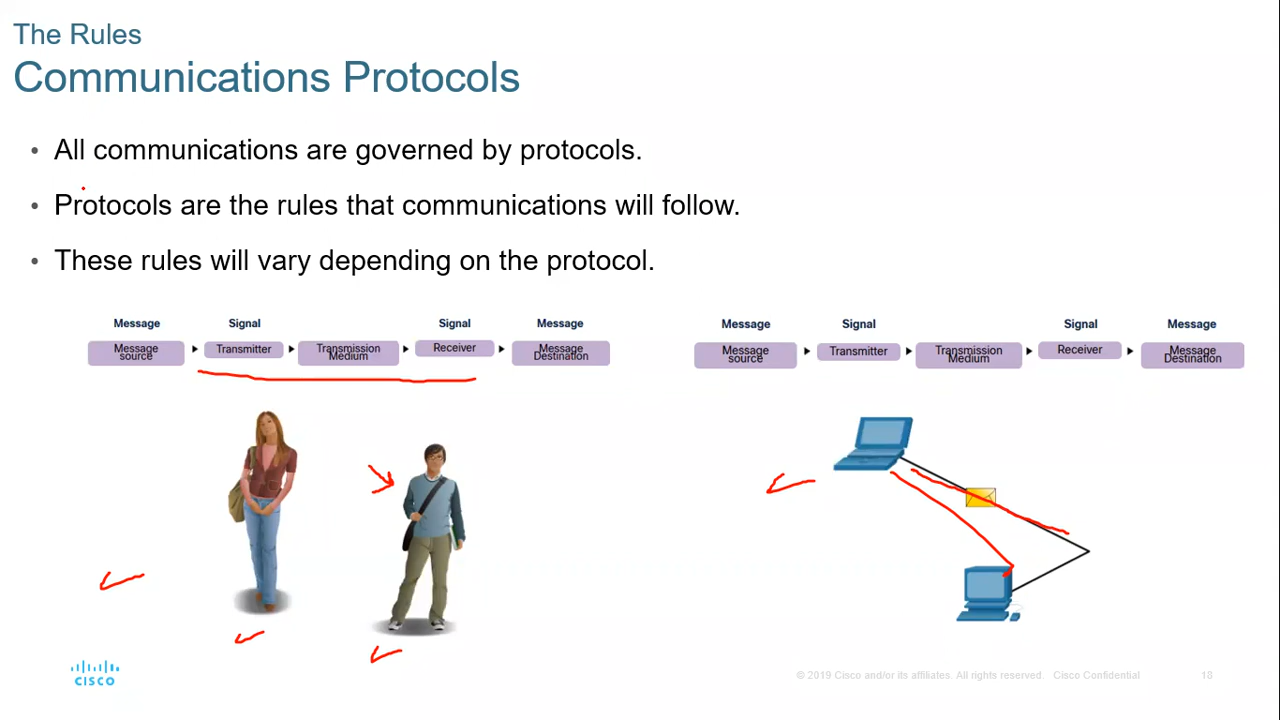 The Rules
Communications Protocols
• All communications are governed by protocols.
• Protocols are the rules that communications will follow.
• These rules will vary depending on the protocol.
Message Signal Signal Message
Message source Transmitter Transmission Medium Receiver Message Destination
Message Signal Signal Message
Message source Transmitter Transmission Medium Receiver Message Destination
CISCO
© 2019 Cisco and/or its affiliates. All rights reserved. Cisco Confidential
18